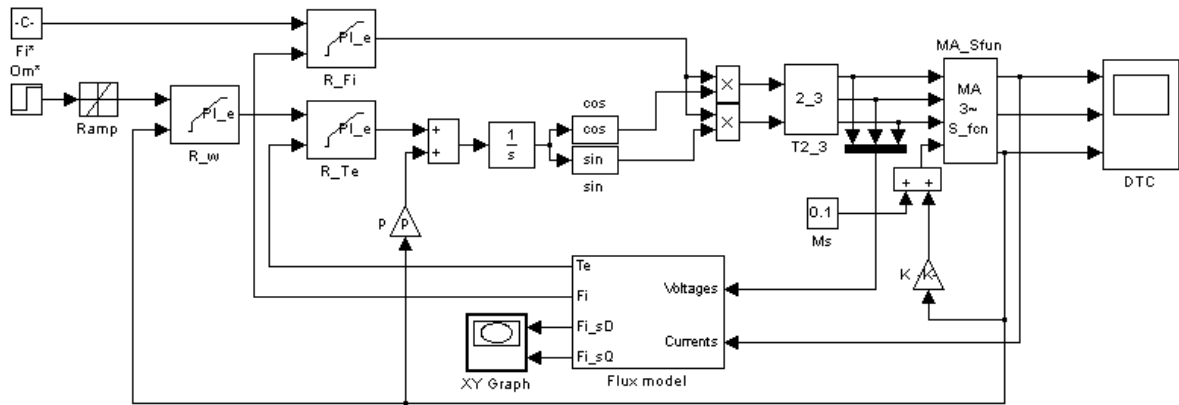 -C-
Fi*
PI_e
R_Fi
Om*
Ramp
PI_e
R_w
PI_e
R_Te
+
+
1
s
cos
cos
sin
sin
×
×
2_3
T2_3
MA_Sfun
MA
3~
S_fcn
DTC
+ +
0.1
Ms
P P
K -K-
Te
Fi
Fi_sD
Fi_sQ
Voltages
Currents
Flux model
XY Graph